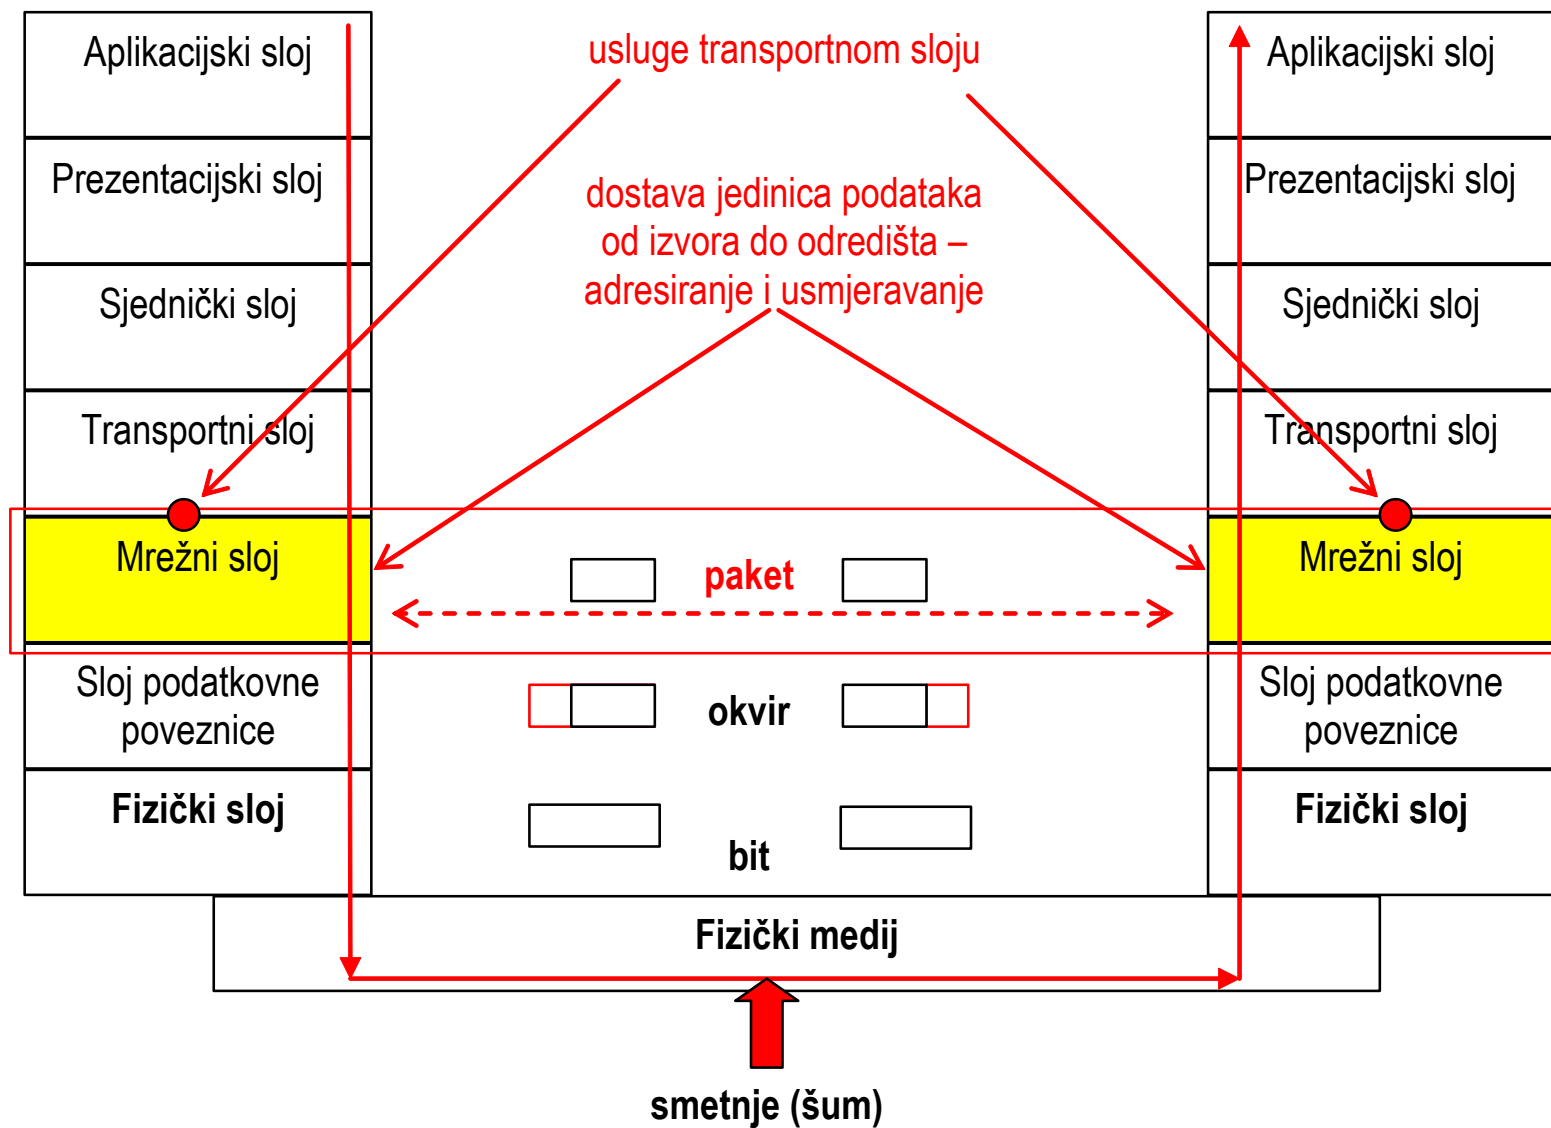 Aplikacijski sloj
Prezentacijski sloj
Sjednički sloj
Transportni sloj
Mrežni sloj
Sloj podatkovne
poveznice
Fizički sloj
usluge transportnom sloju
dostava jedinica podataka
od izvora do odredišta –
adresiranje i usmjeravanje
paket
okvir
bit
Aplikacijski sloj
Prezentacijski sloj
Sjednički sloj
Transportni sloj
Mrežni sloj
Sloj podatkovne
poveznice
Fizički sloj
Fizički medij
smetnje (šum)